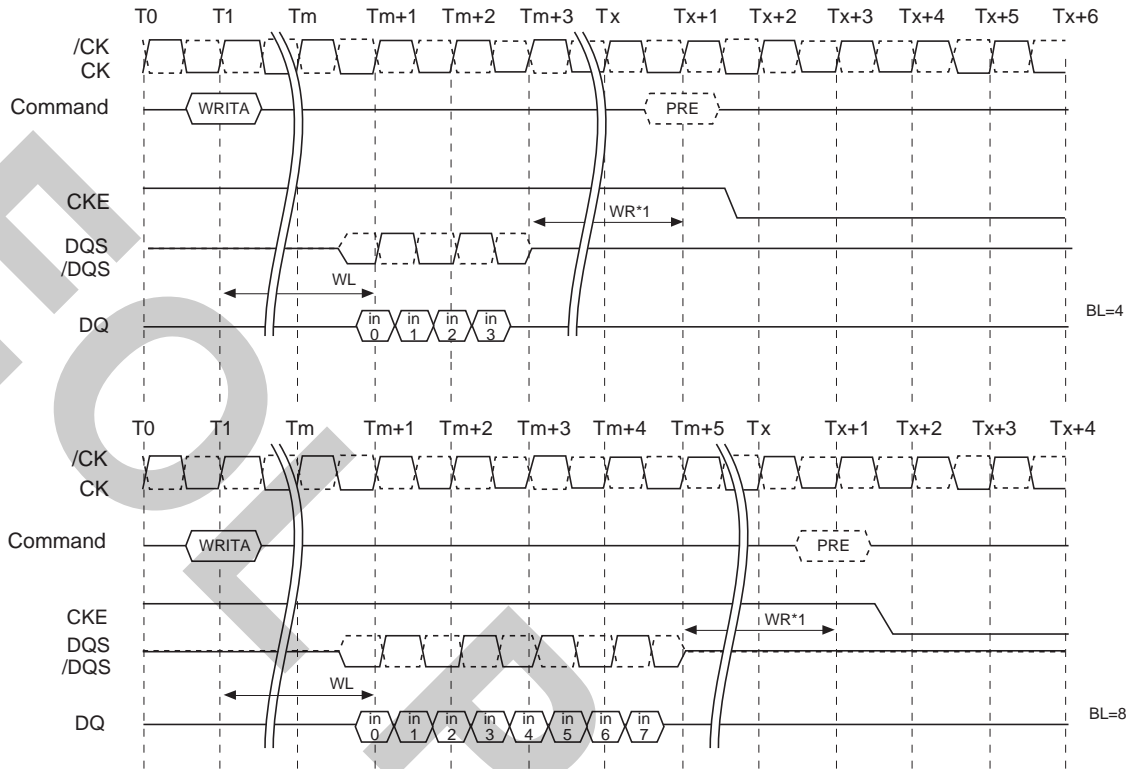 T0 T1 Tm Tm+1 Tm+2 Tm+3 Tx Tx+1 Tx+2 Tx+3 Tx+4 Tx+5 Tx+6
/CK
CK
Command WRITA PRE
CKE
WR*1
DQS
/DQS
WL
DQ in 0 in 1 in 2 in 3
BL=4
T0 T1 Tm Tm+1 Tm+2 Tm+3 Tm+4 Tm+5 Tx Tx+1 Tx+2 Tx+3 Tx+4
/CK
CK
Command WRITA PRE
CKE
WR*1
DQS
/DQS
WL
DQ in 0 in 1 in 2 in 3 in 4 in 5 in 6 in 7
BL=8